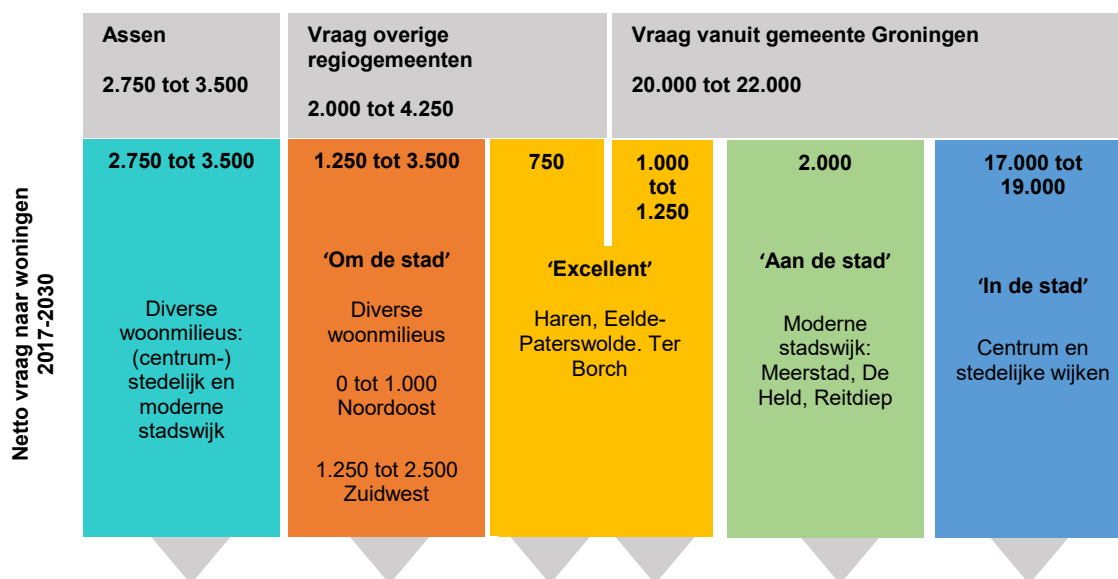 Netto vraag naar woningen
2017-2030
Assen
2.750 tot 3.500
Vraag overige
regiogemeenten
2.000 tot 4.250
Vraag vanuit gemeente Groningen
20.000 tot 22.000
2.750 tot 3.500
Diverse
woonmilieus:
(centrum-)
stedelijk en
moderne
stadswijk
1.250 tot 3.500
‘Om de stad’
Diverse
woonmilieus
0 tot 1.000
Noordoost
1.250 tot 2.500
Zuidwest
750
1.000
tot
1.250
‘Excellent’
Haren, Eelde-
Paterswolde. Ter
Borch
2.000
‘Aan de stad’
Moderne
stadswijk:
Meerstad, De
Held, Reitdiep
17.000 tot
19.000
‘In de stad’
Centrum en
stedelijke wijken